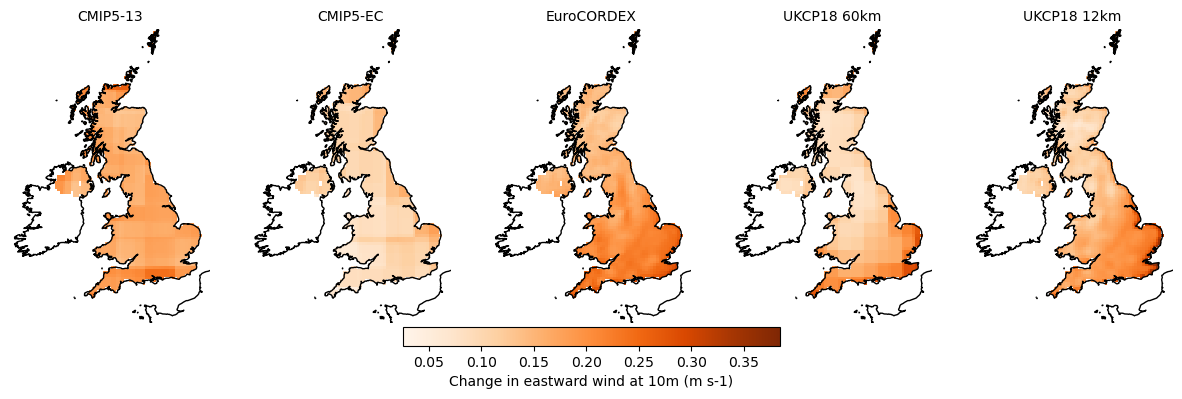 CMIP5-13 CMIP5-EC EuroCORDEX UKCP18 60km UKCP18 12km
0.05 0.10 0.15 0.20 0.25 0.30 0.35
Change in eastward wind at 10m (m s-1)